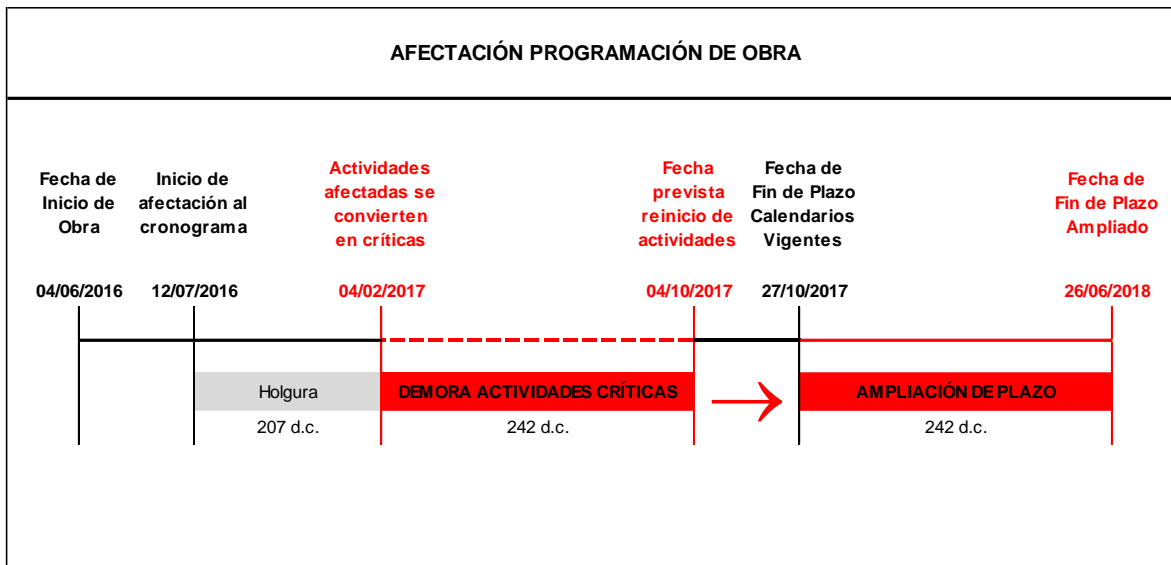 AFECTACIÓN PROGRAMACIÓN DE OBRA
Fecha de
Inicio de
Obra
Inicio de
afectación al
cronograma
Actividades
afectadas se
convierten
en críticas
Fecha
prevista
reinicio de
actividades
Fecha de
Fin de Plazo
Calendarios
Vigentes
Fecha de
Fin de Plazo
Ampliado
04/06/2016 12/07/2016 04/02/2017 04/10/2017 27/10/2017 26/06/2018
Holgura DEMORA ACTIVIDADES CRÍTICAS AMPLIACIÓN DE PLAZO
207 d.c. 242 d.c. 242 d.c.